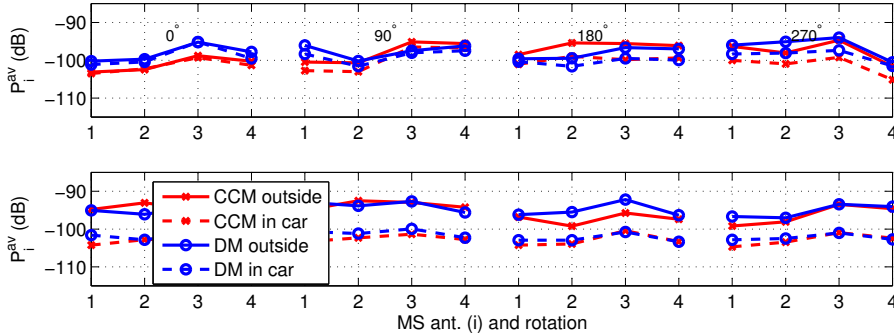 0°
90°
180°
270°
−90
−100
−110
P_i^av (dB)
1 2 3 4 1 2 3 4 1 2 3 4 1 2 3 4
−90
−100
−110
P_i^av (dB)
CCM outside
CCM in car
DM outside
DM in car
1 2 3 4 1 2 3 4 1 2 3 4 1 2 3 4
MS ant. (i) and rotation